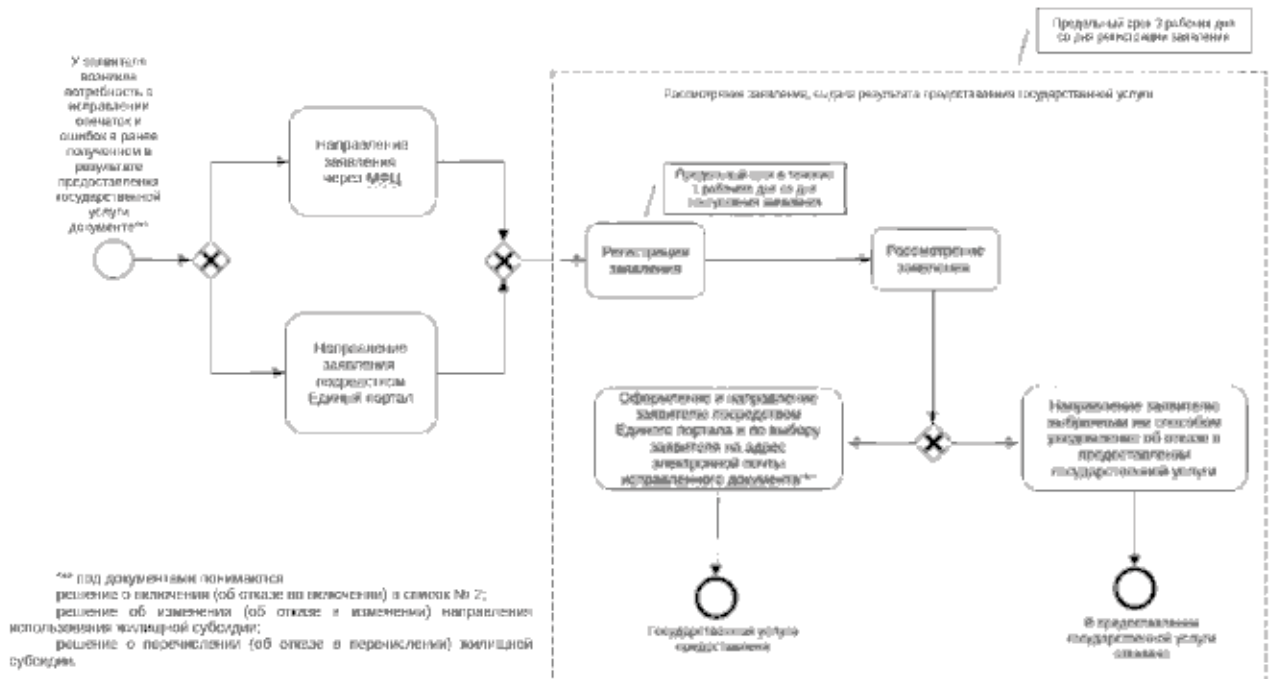 Предельный срок 3 рабочих дня
со дня регистрации заявления
У заявителя
возникла
потребность в
исправлении
опечаток и
ошибок в ранее
полученном в
результате
предоставления
государственной
услуги
документе***
Рассмотрение заявления, выдача результата предоставления государственной услуги
Направление
заявления
через МФЦ
Предельный срок в течение
1 рабочего дня со дня
поступления заявления
Регистрация
заявления
Рассмотрение
заявления
Направление
заявления
посредством
Единый портал
Оформление и направление
заявителю посредством
Единого портала и по выбору
заявителя на адрес
электронной почты
исправленного документа***
Направление заявителю
выбранным им способом
уведомление об отказе в
предоставлении
государственной услуги
*** под документами понимаются
решение о включения (об отказе во включении) в список № 2;
решение об изменения (об отказе в изменении) направления
использования жилищной субсидии;
решение о перечислении (об отказе в перечислении) жилищной
субсидии.
Государственная услуга
предоставлена
В предоставлении
государственной услуги
отказано